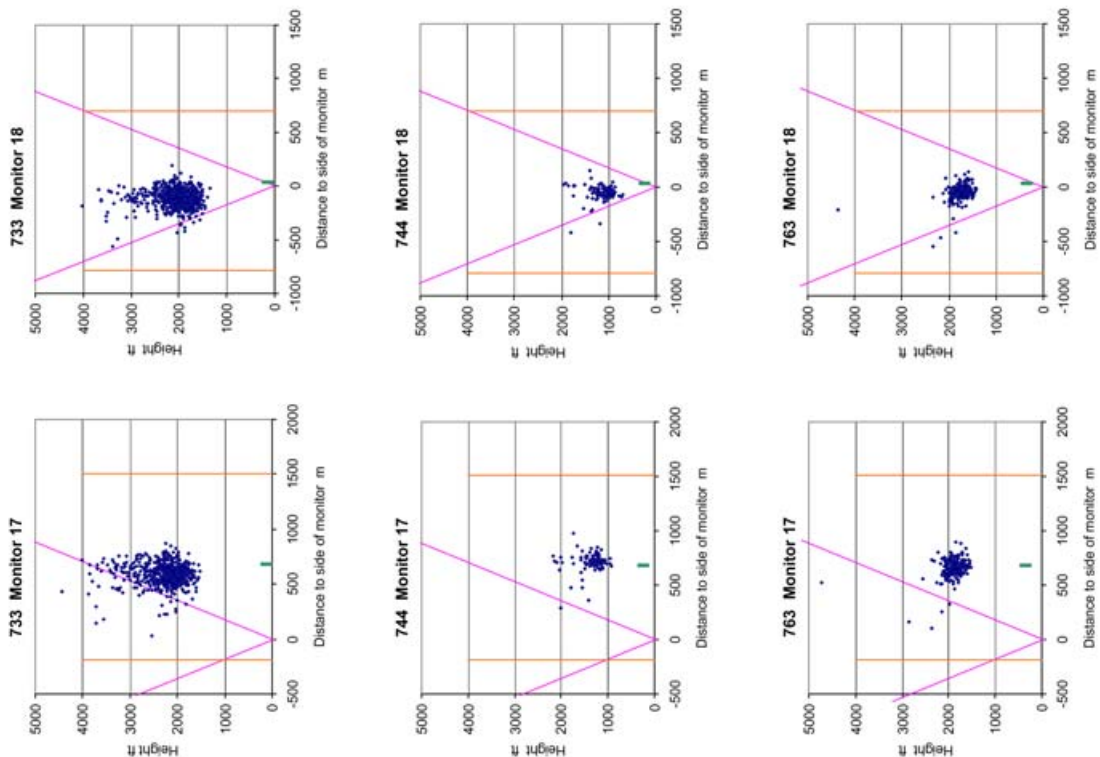 733 Monitor 17
5000
4000
3000
2000
1000
0
Height ft
-500 0 500 1000 1500 2000
Distance to side of monitor m
733 Monitor 18
5000
4000
3000
2000
1000
0
Height ft
-1000 -500 0 500 1000 1500
Distance to side of monitor m
744 Monitor 17
5000
4000
3000
2000
1000
0
Height ft
-500 0 500 1000 1500 2000
Distance to side of monitor m
744 Monitor 18
5000
4000
3000
2000
1000
0
Height ft
-1000 -500 0 500 1000 1500
Distance to side of monitor m
763 Monitor 17
5000
4000
3000
2000
1000
0
Height ft
-500 0 500 1000 1500 2000
Distance to side of monitor m
763 Monitor 18
5000
4000
3000
2000
1000
0
Height ft
-1000 -500 0 500 1000 1500
Distance to side of monitor m